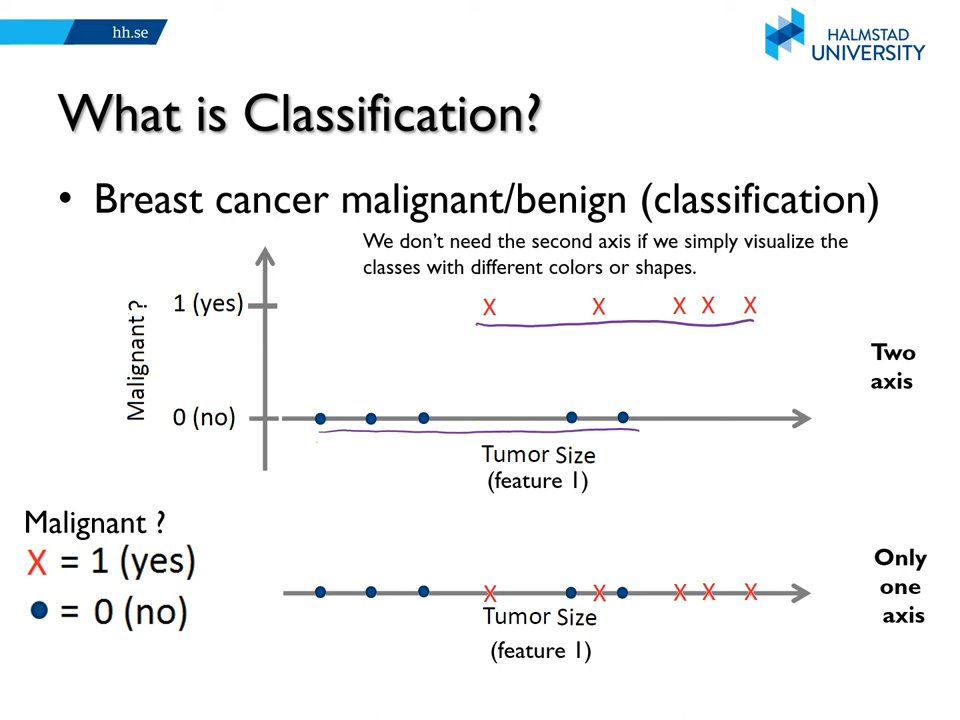 hh.se
HALMSTAD
UNIVERSITY
What is Classification?
• Breast cancer malignant/benign (classification)
We don't need the second axis if we simply visualize the
classes with different colors or shapes.
Malignant ?
1 (yes)
X X X X X
0 (no)
Two
axis
Tumor Size
(feature 1)
Malignant ?
X = 1 (yes)
= 0 (no)
X X X X X
Tumor Size
(feature 1)
Only
one
axis